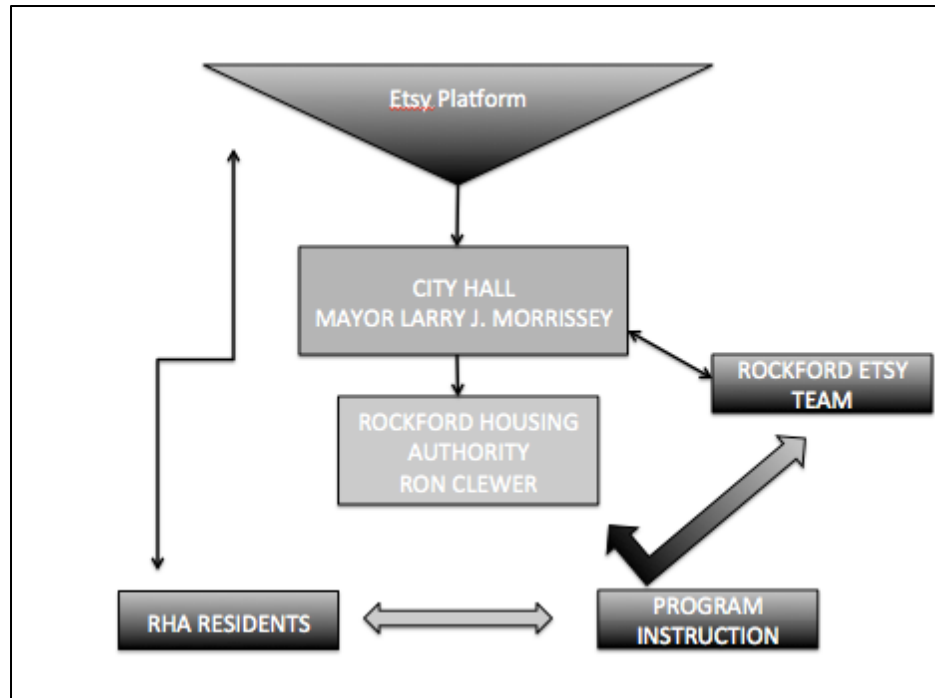 Etsy Platform
CITY HALL
MAYOR LARRY J. MORRISSEY
ROCKFORD ETSY
TEAM
ROCKFORD HOUSING
AUTHORITY
RON CLEWER
RHA RESIDENTS
PROGRAM
INSTRUCTION